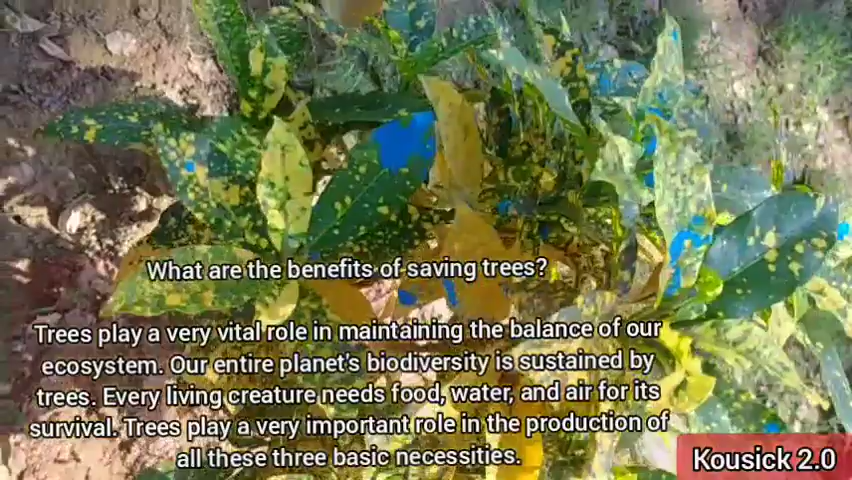 What are the benefits of saving trees?
Trees play a very vital role in maintaining the balance of our
ecosystem. Our entire planet's biodiversity is sustained by
trees. Every living creature needs food, water, and air for its
survival. Trees play a very important role in the production of
all these three basic necessities.
Kousick 2.0